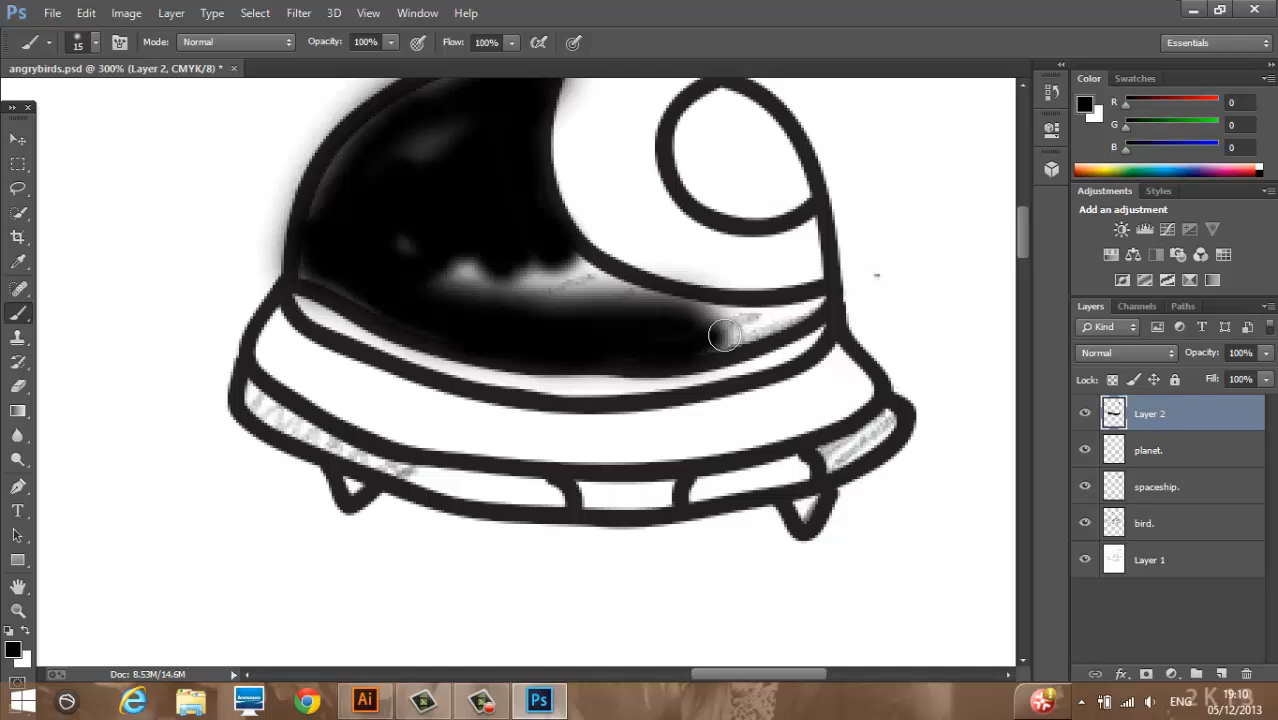 Ps File Edit Image Layer Type Select Filter 3D View Window Help
15 Mode: Normal Opacity: 100% Flow: 100% Essentials
angrybirds.psd @ 300% (Layer 2, CMYK/8) * ×
Color Swatches
R 0
G 0
B 0
Adjustments Styles
Add an adjustment
Layers Channels Paths
Kind
Normal Opacity: 100%
Lock: Fill: 100%
Layer 2
planet.
spaceship.
bird.
Layer 1
Doc: 8.53M/14.6M
Ai Ps ENG 19:10
05/12/2013